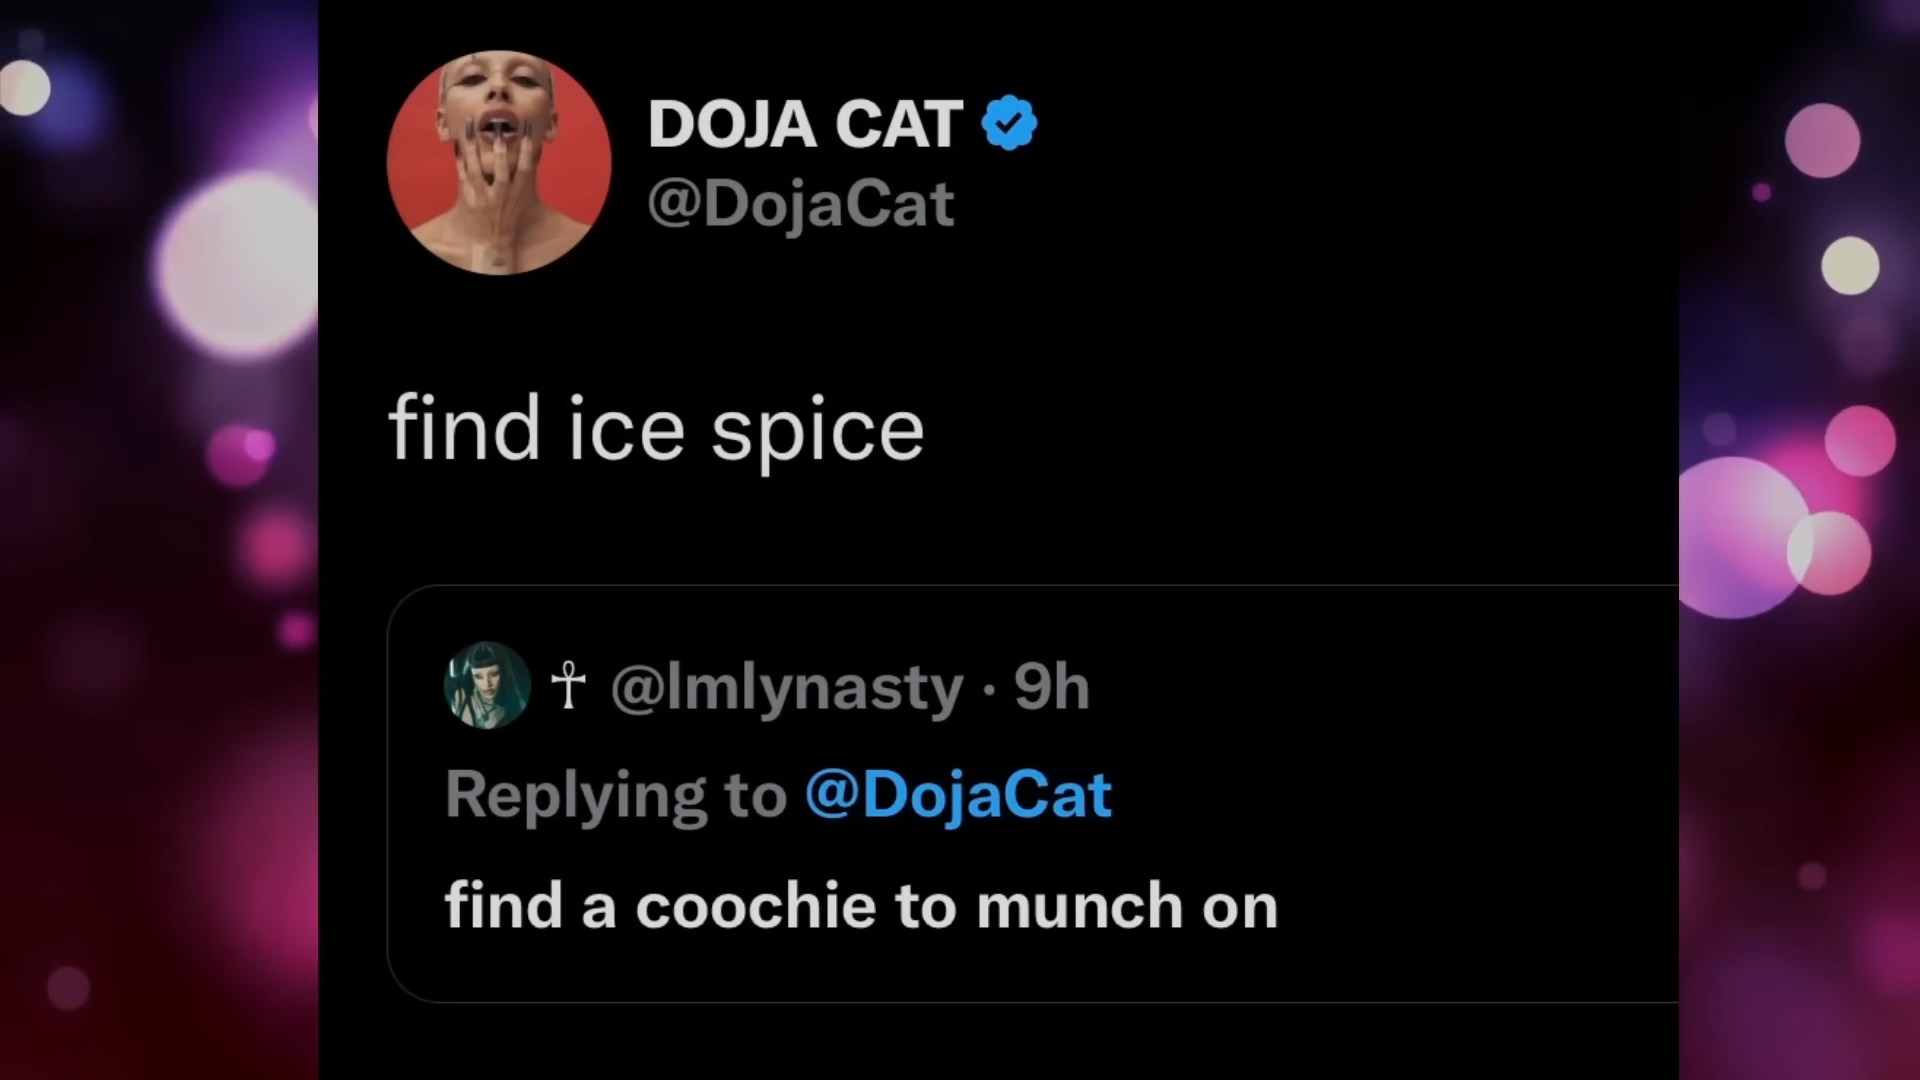 DOJA CAT
@DojaCat
find ice spice
☥ @lmlynasty · 9h
Replying to @DojaCat
find a coochie to munch on